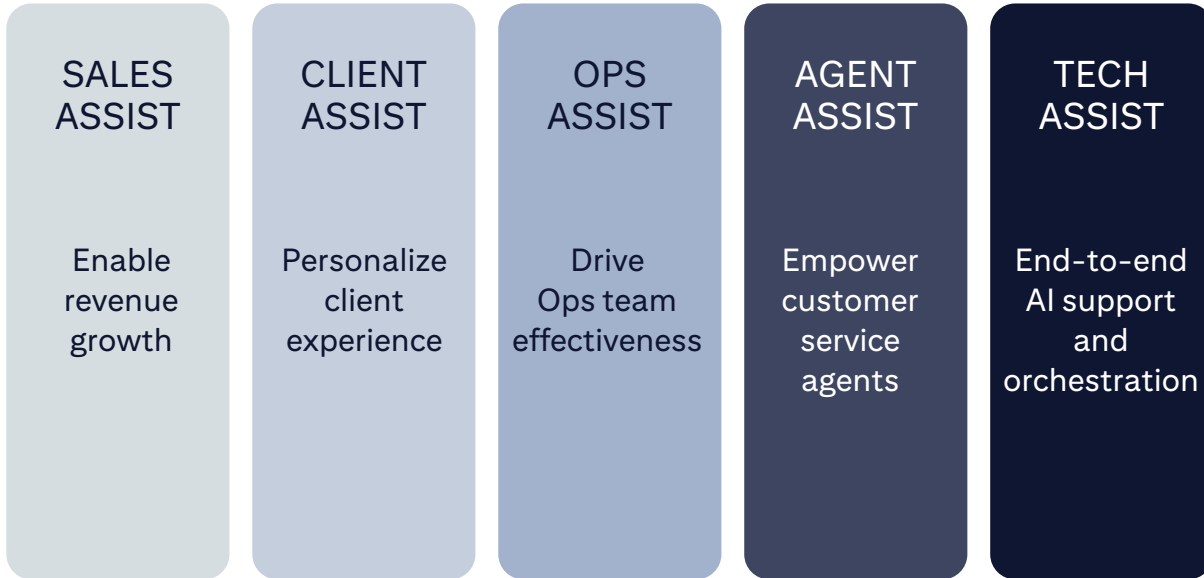 SALES
ASSIST
Enable
revenue
growth
CLIENT
ASSIST
Personalize
client
experience
OPS
ASSIST
Drive
Ops team
effectiveness
AGENT
ASSIST
Empower
customer
service
agents
TECH
ASSIST
End-to-end
AI support
and
orchestration